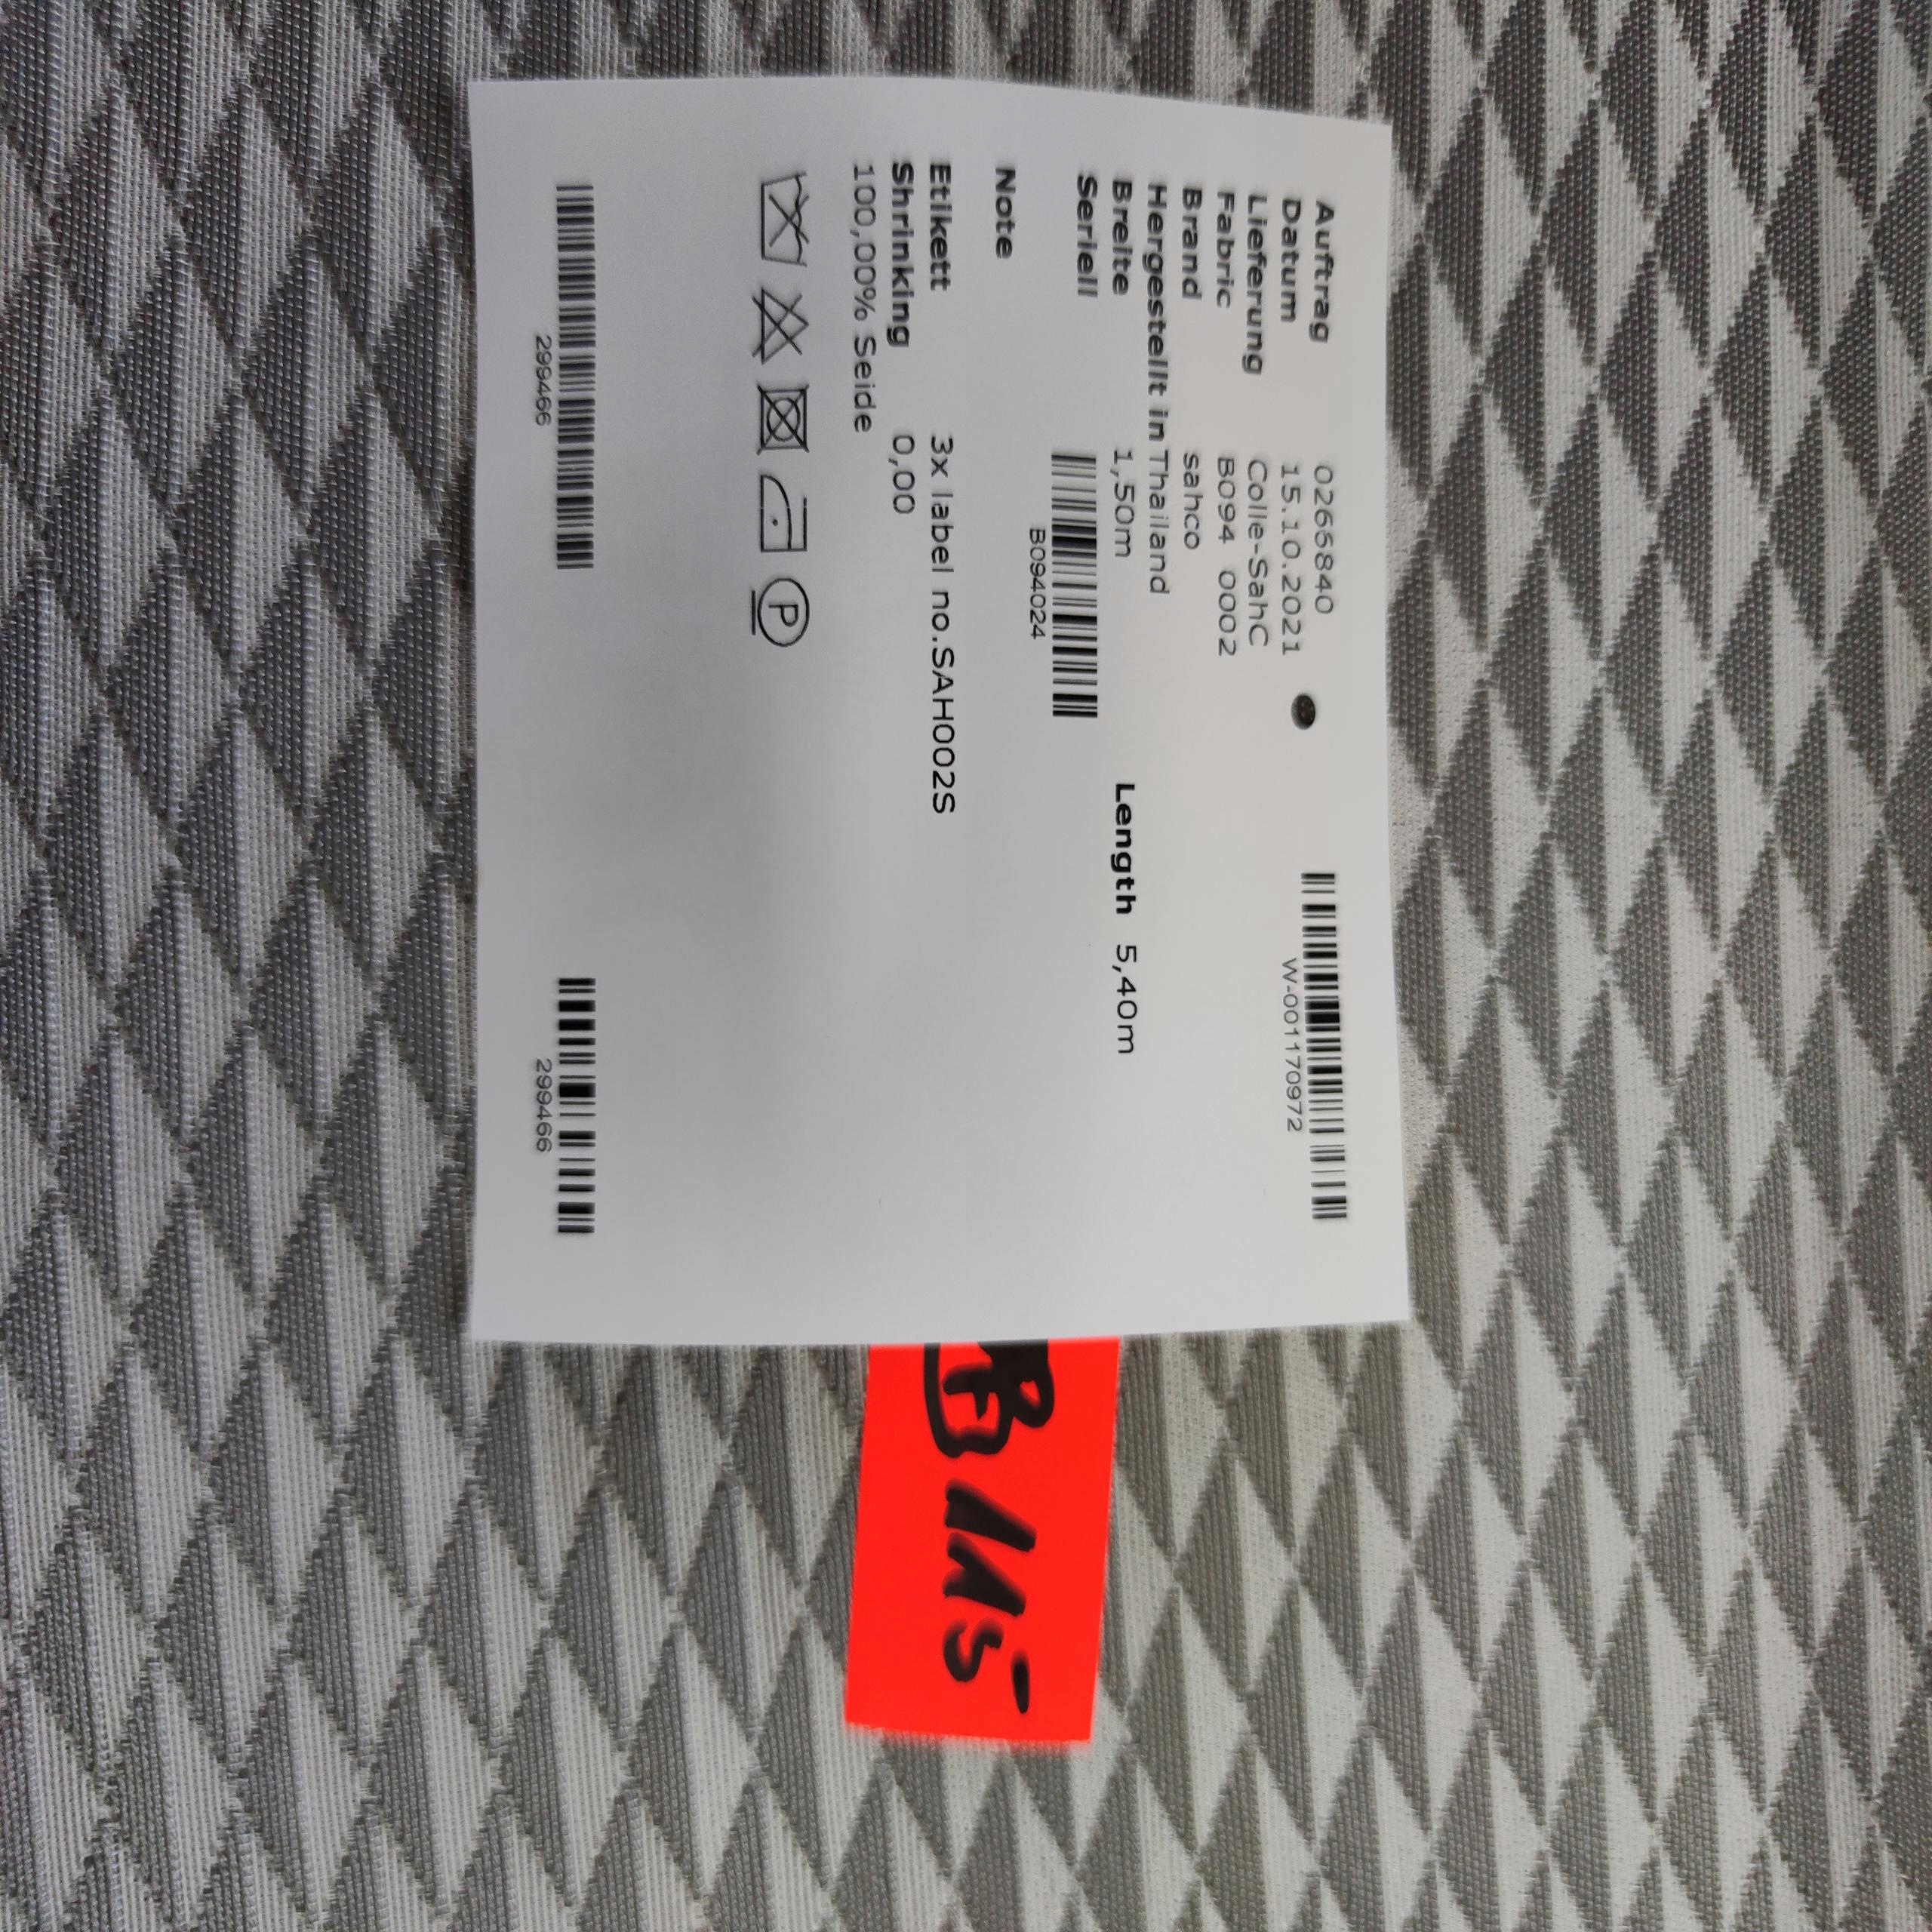 Auftrag 0265840
W-001170972
Datum 15.10.2021
Lieferung Colle-SahC
Fabric B094 0002
Brand sahco
Hergestellt in Thailand
Breite 1,50m Length 5,40m
Seriell
B094024
Note
Etikett 3x label no.SAH002S
Shrinking 0,00
100,00% Seide
P
299466 299466